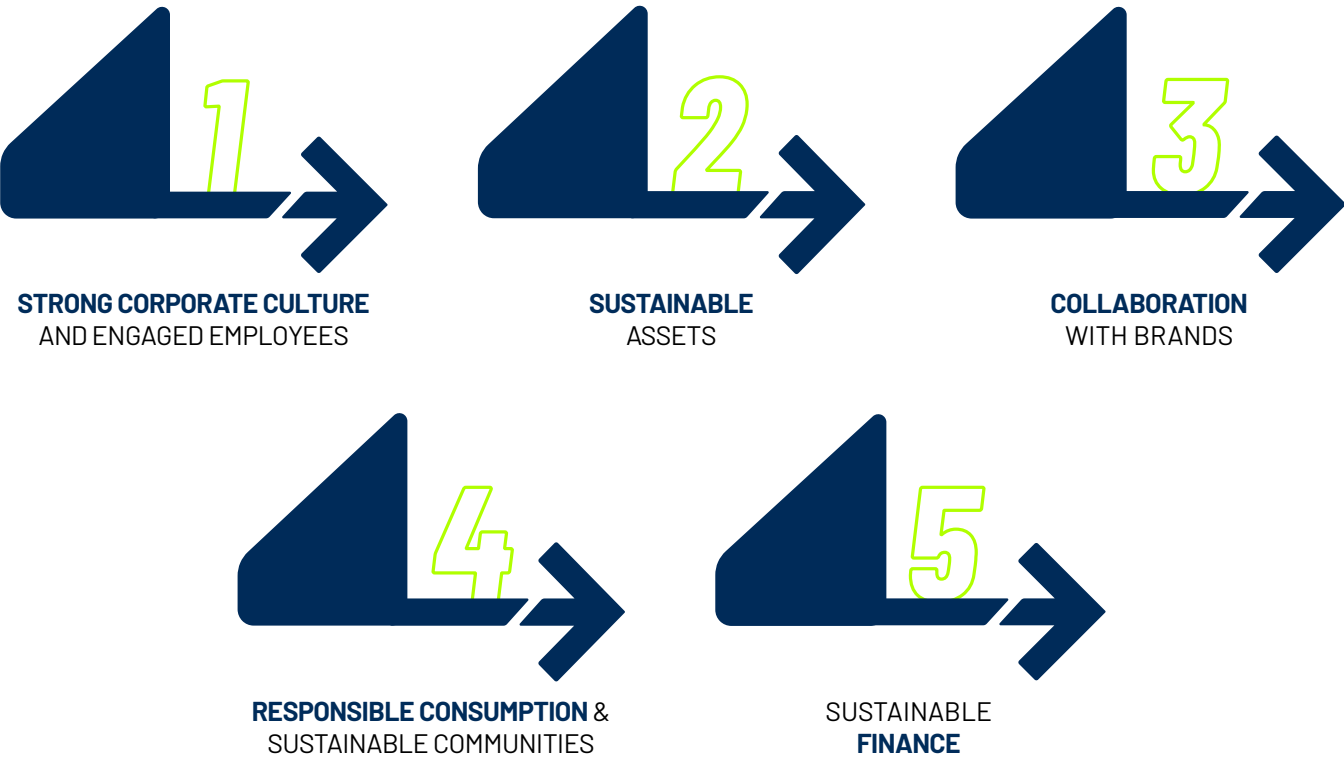 1
STRONG CORPORATE CULTURE
AND ENGAGED EMPLOYEES
2
SUSTAINABLE
ASSETS
3
COLLABORATION
WITH BRANDS
4
RESPONSIBLE CONSUMPTION &
SUSTAINABLE COMMUNITIES
5
SUSTAINABLE
FINANCE